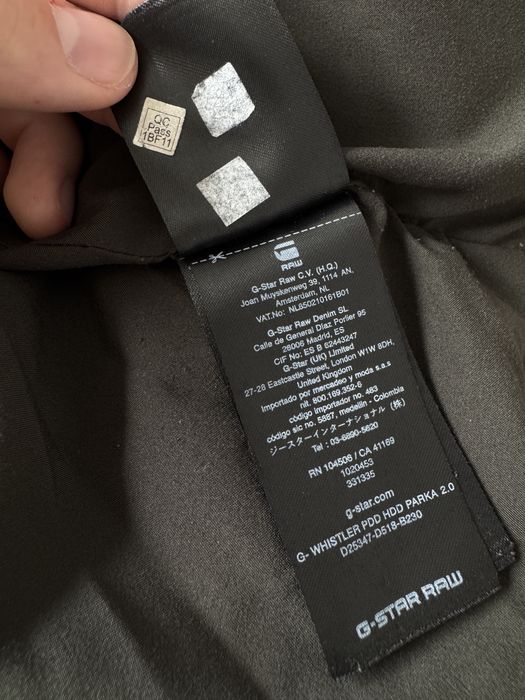 QC
Pass
1BF11
RAW
G-Star Raw C.V. (H.Q.)
Joan Muyskenweg 39, 1114 AN,
Amsterdam, NL
VAT.No: NL850210161B01
G-Star Raw Denim SL
Calle de General Diaz Porlier 95
28006 Madrid, ES
CIF No: ES B 62443247
G-Star (UK) Limited
27-28 Eastcastle Street, London W1W 8DH,
United Kingdom
Importado por mercadeo y moda s.a.s
nit. 800,169.352-6
código importador no. 463
código sic no. 5887, medellin - Colombia
ジースターインターナショナル (株)
Tel : 03-6890-5620
RN 104506 / CA 41169
1020453
331335
g-star.com
G- WHISTLER PDD HDD PARKA 2.0
D25347-D518-B230
G-STAR RAW